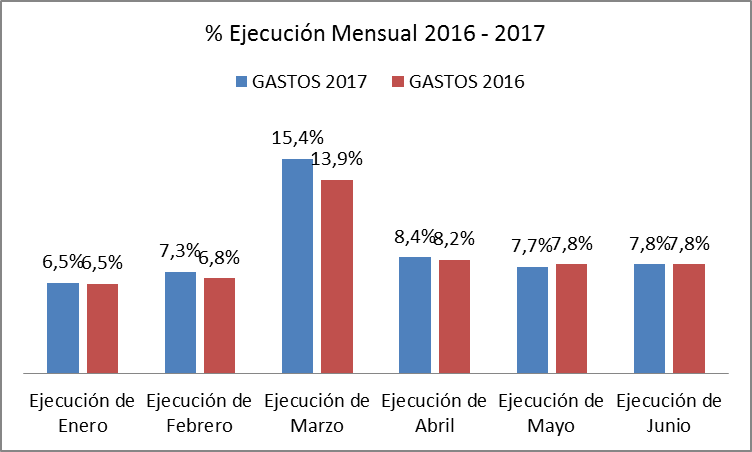 % Ejecución Mensual 2016 - 2017
GASTOS 2017 GASTOS 2016
15,4%
13,9%
8,4% 8,2%
7,3% 6,8%
7,7% 7,8%
7,8% 7,8%
6,5% 6,5%
Ejecución de Ejecución de Ejecución de Ejecución de Ejecución de Ejecución de
Enero Febrero Marzo Abril Mayo Junio